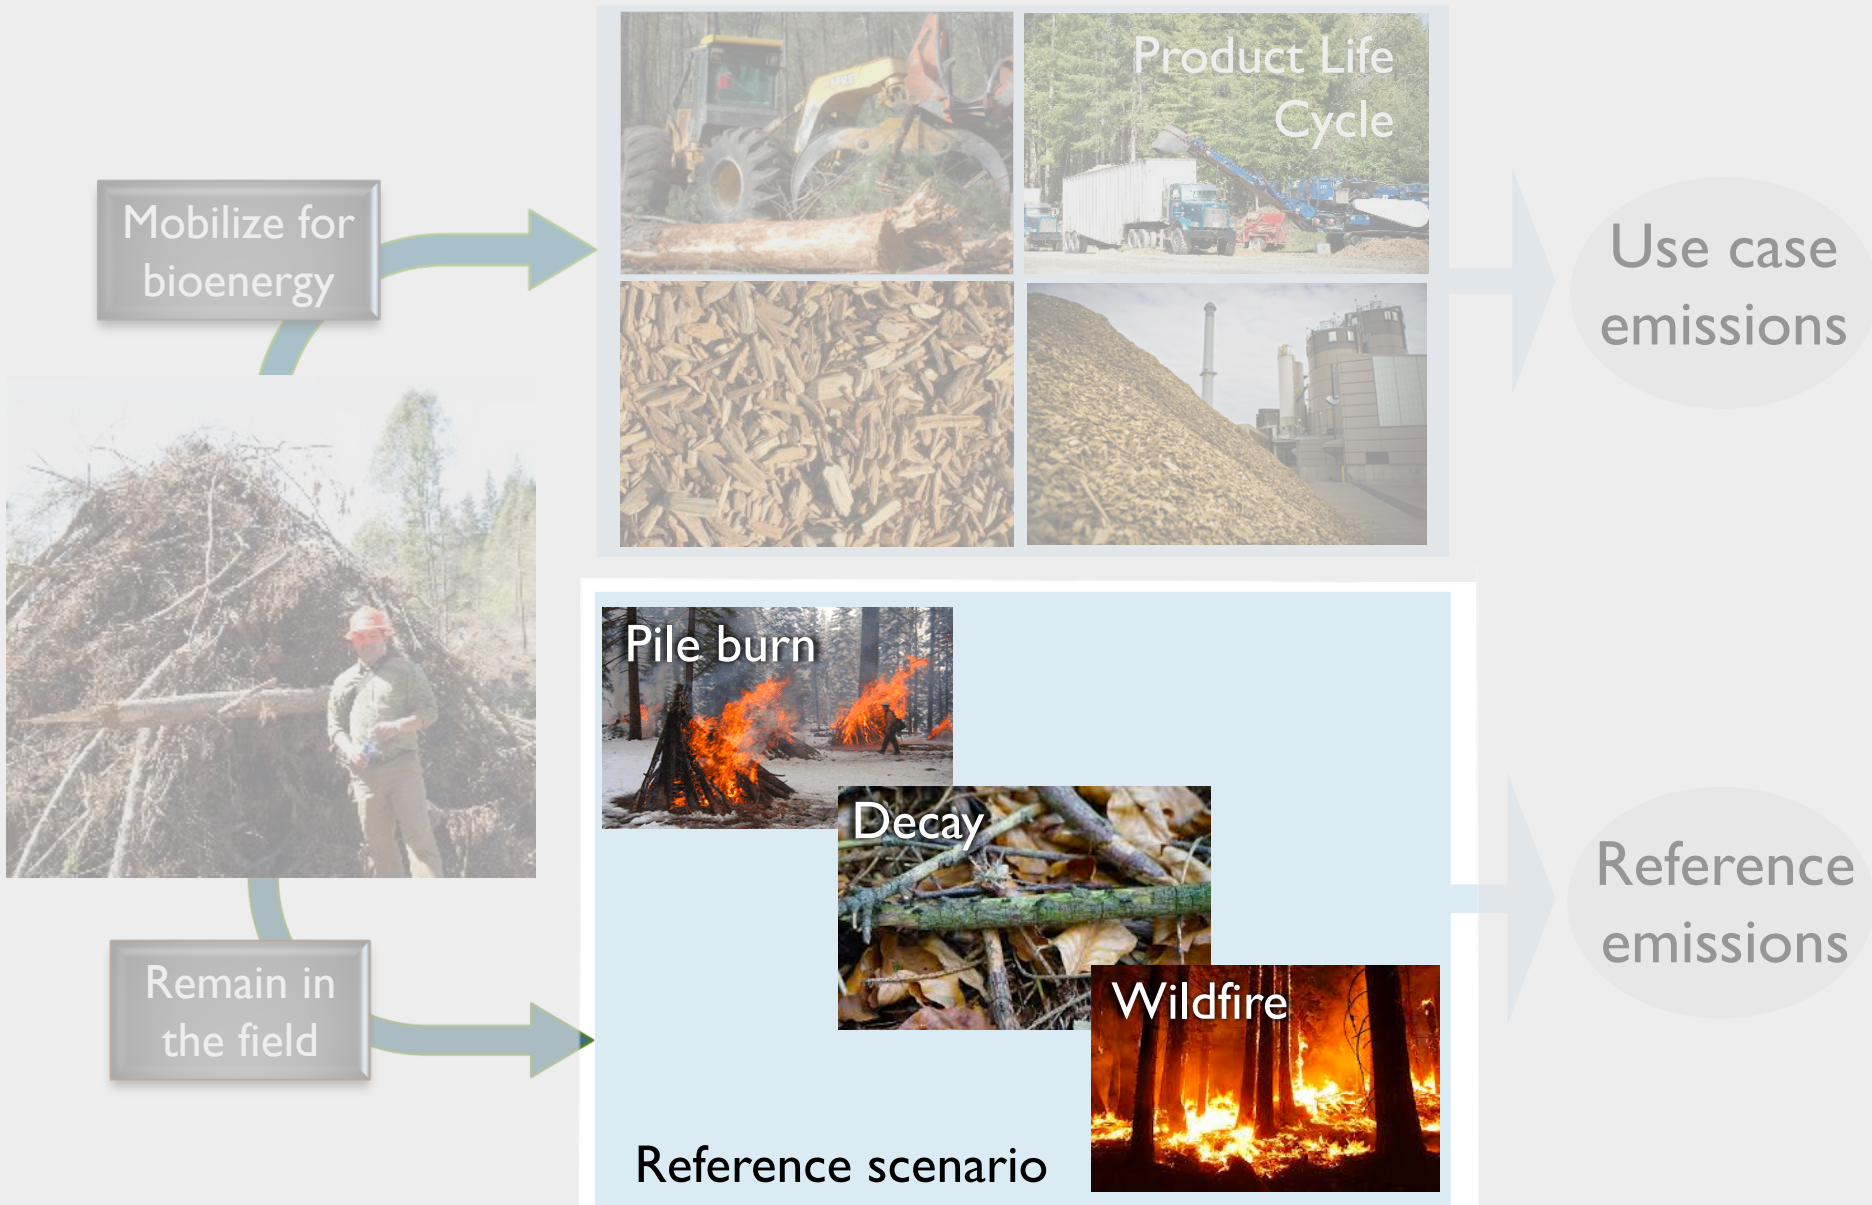 Product Life
Cycle
Mobilize for
bioenergy
Use case
emissions
Pile burn
Decay
Reference
emissions
Remain in
the field
Wildfire
Reference scenario